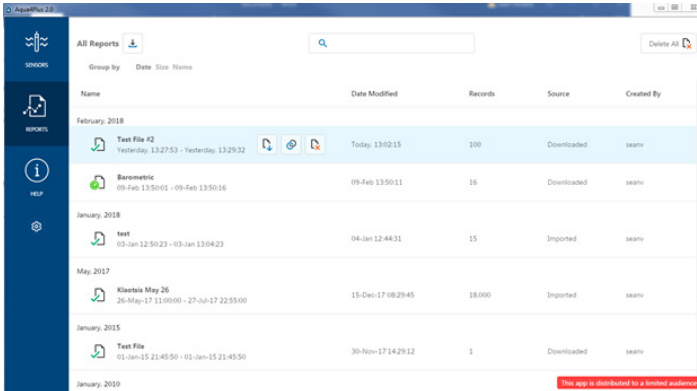 Aqua4Plus 2.0
SENSORS
REPORTS
HELP
All Reports
Delete All
Group by Date Size Name
Name Date Modified Records Source Created By
February, 2018
Test File #2
Yesterday, 13:27:53 - Yesterday, 13:29:32
Today, 13:02:15 100 Downloaded seanv
Barometric
09-Feb 13:50:01 - 09-Feb 13:50:16
09-Feb 13:50:11 16 Downloaded seanv
January, 2018
test
03-Jan 12:50:23 - 03-Jan 13:04:23
04-Jan 12:44:31 15 Imported seanv
May, 2017
Klaotsis May 26
26-May-17 11:00:00 - 27-Jul-17 22:55:00
15-Dec-17 08:29:45 18,000 Imported seanv
January, 2015
Test File
01-Jan-15 21:45:50 - 01-Jan-15 21:45:50
30-Nov-17 14:29:12 1 Downloaded seanv
January, 2010
This app is distributed to a limited audience